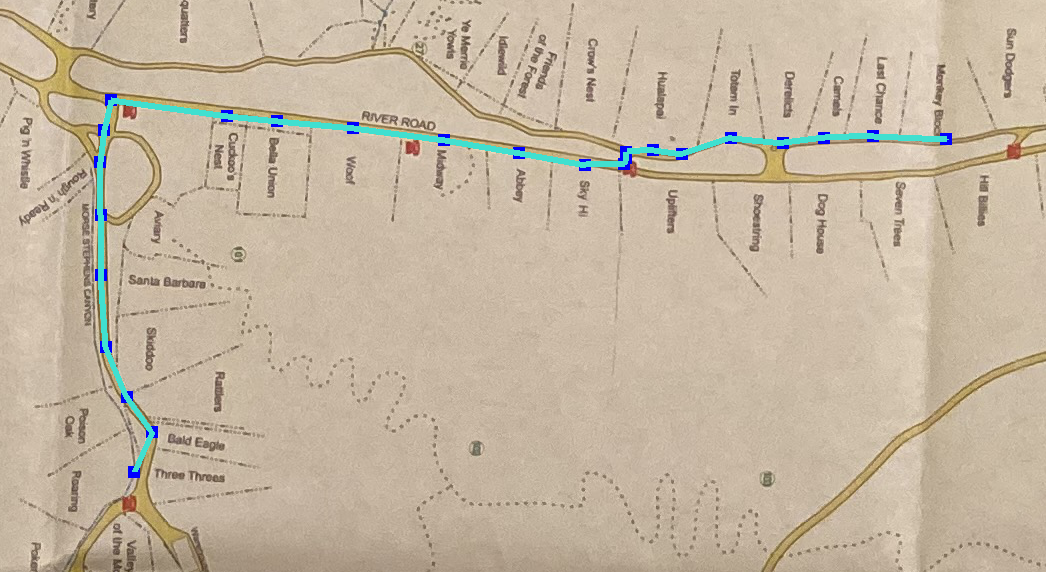 quatters
Ye Merrie
Yowls
Idlewild
Friends
of the Forest
Crow's Nest
Hualapai
Totem In
Derelicts
Camels
Last Chance
Sun Dodgers
RIVER ROAD
Pig 'n Whistle
Rough 'n Ready
Cuckoo's
Nest
Bella Union
Woof
Midway
Abbey
Sky Hi
Uplifters
Shoestring
Dog House
Seven Trees
Hill Billies
MORSE STEPHENS CANYON
Aviary
Santa Barbara
Skiddoo
Rattlers
Poison
Oak
Bald Eagle
Three Threes
Roaring
Valley
of the Mo
Poker